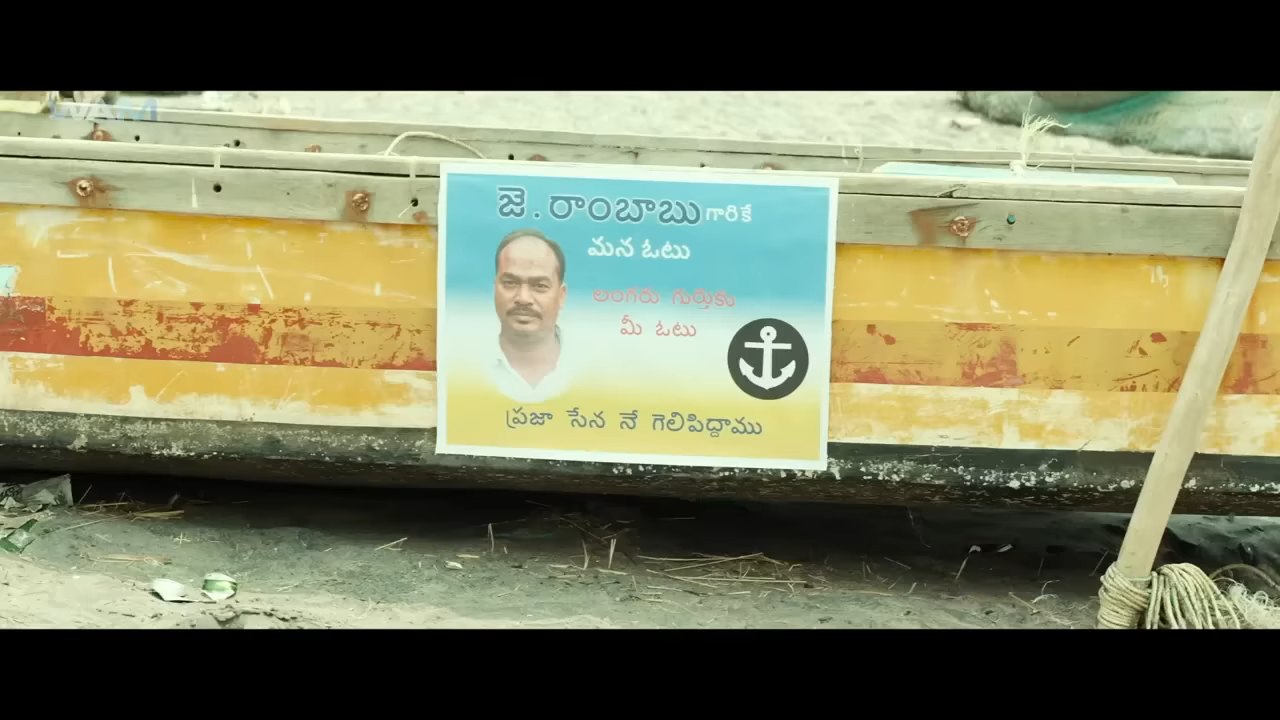 జె. రాంబాబు గారికే
మన ఓటు
లంగరు గుర్తుకు
మీ ఓటు
ప్రజా సేన నే గెలిపిద్దాము